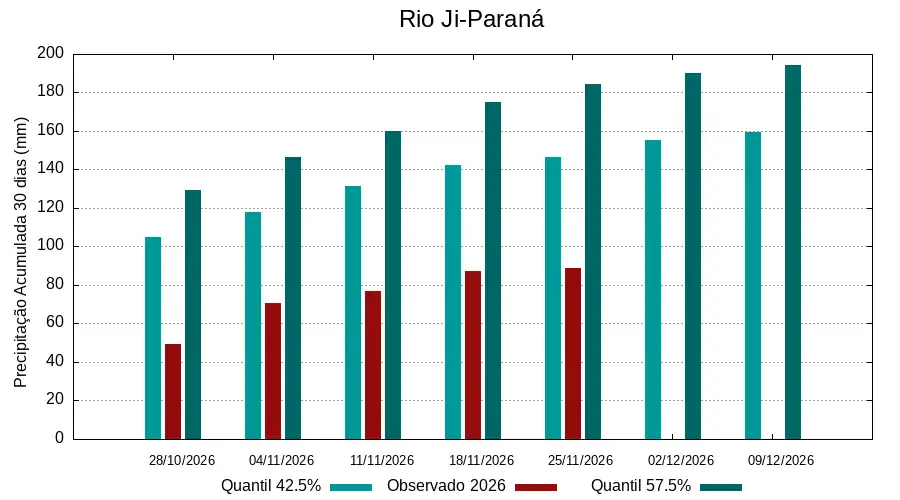 Rio Ji-Paraná
Precipitação Acumulada 30 dias (mm)
200
180
160
140
120
100
80
60
40
20
0
28/10/2026 04/11/2026 11/11/2026 18/11/2026 25/11/2026 02/12/2026 09/12/2026
Quantil 42.5% Observado 2026 Quantil 57.5%